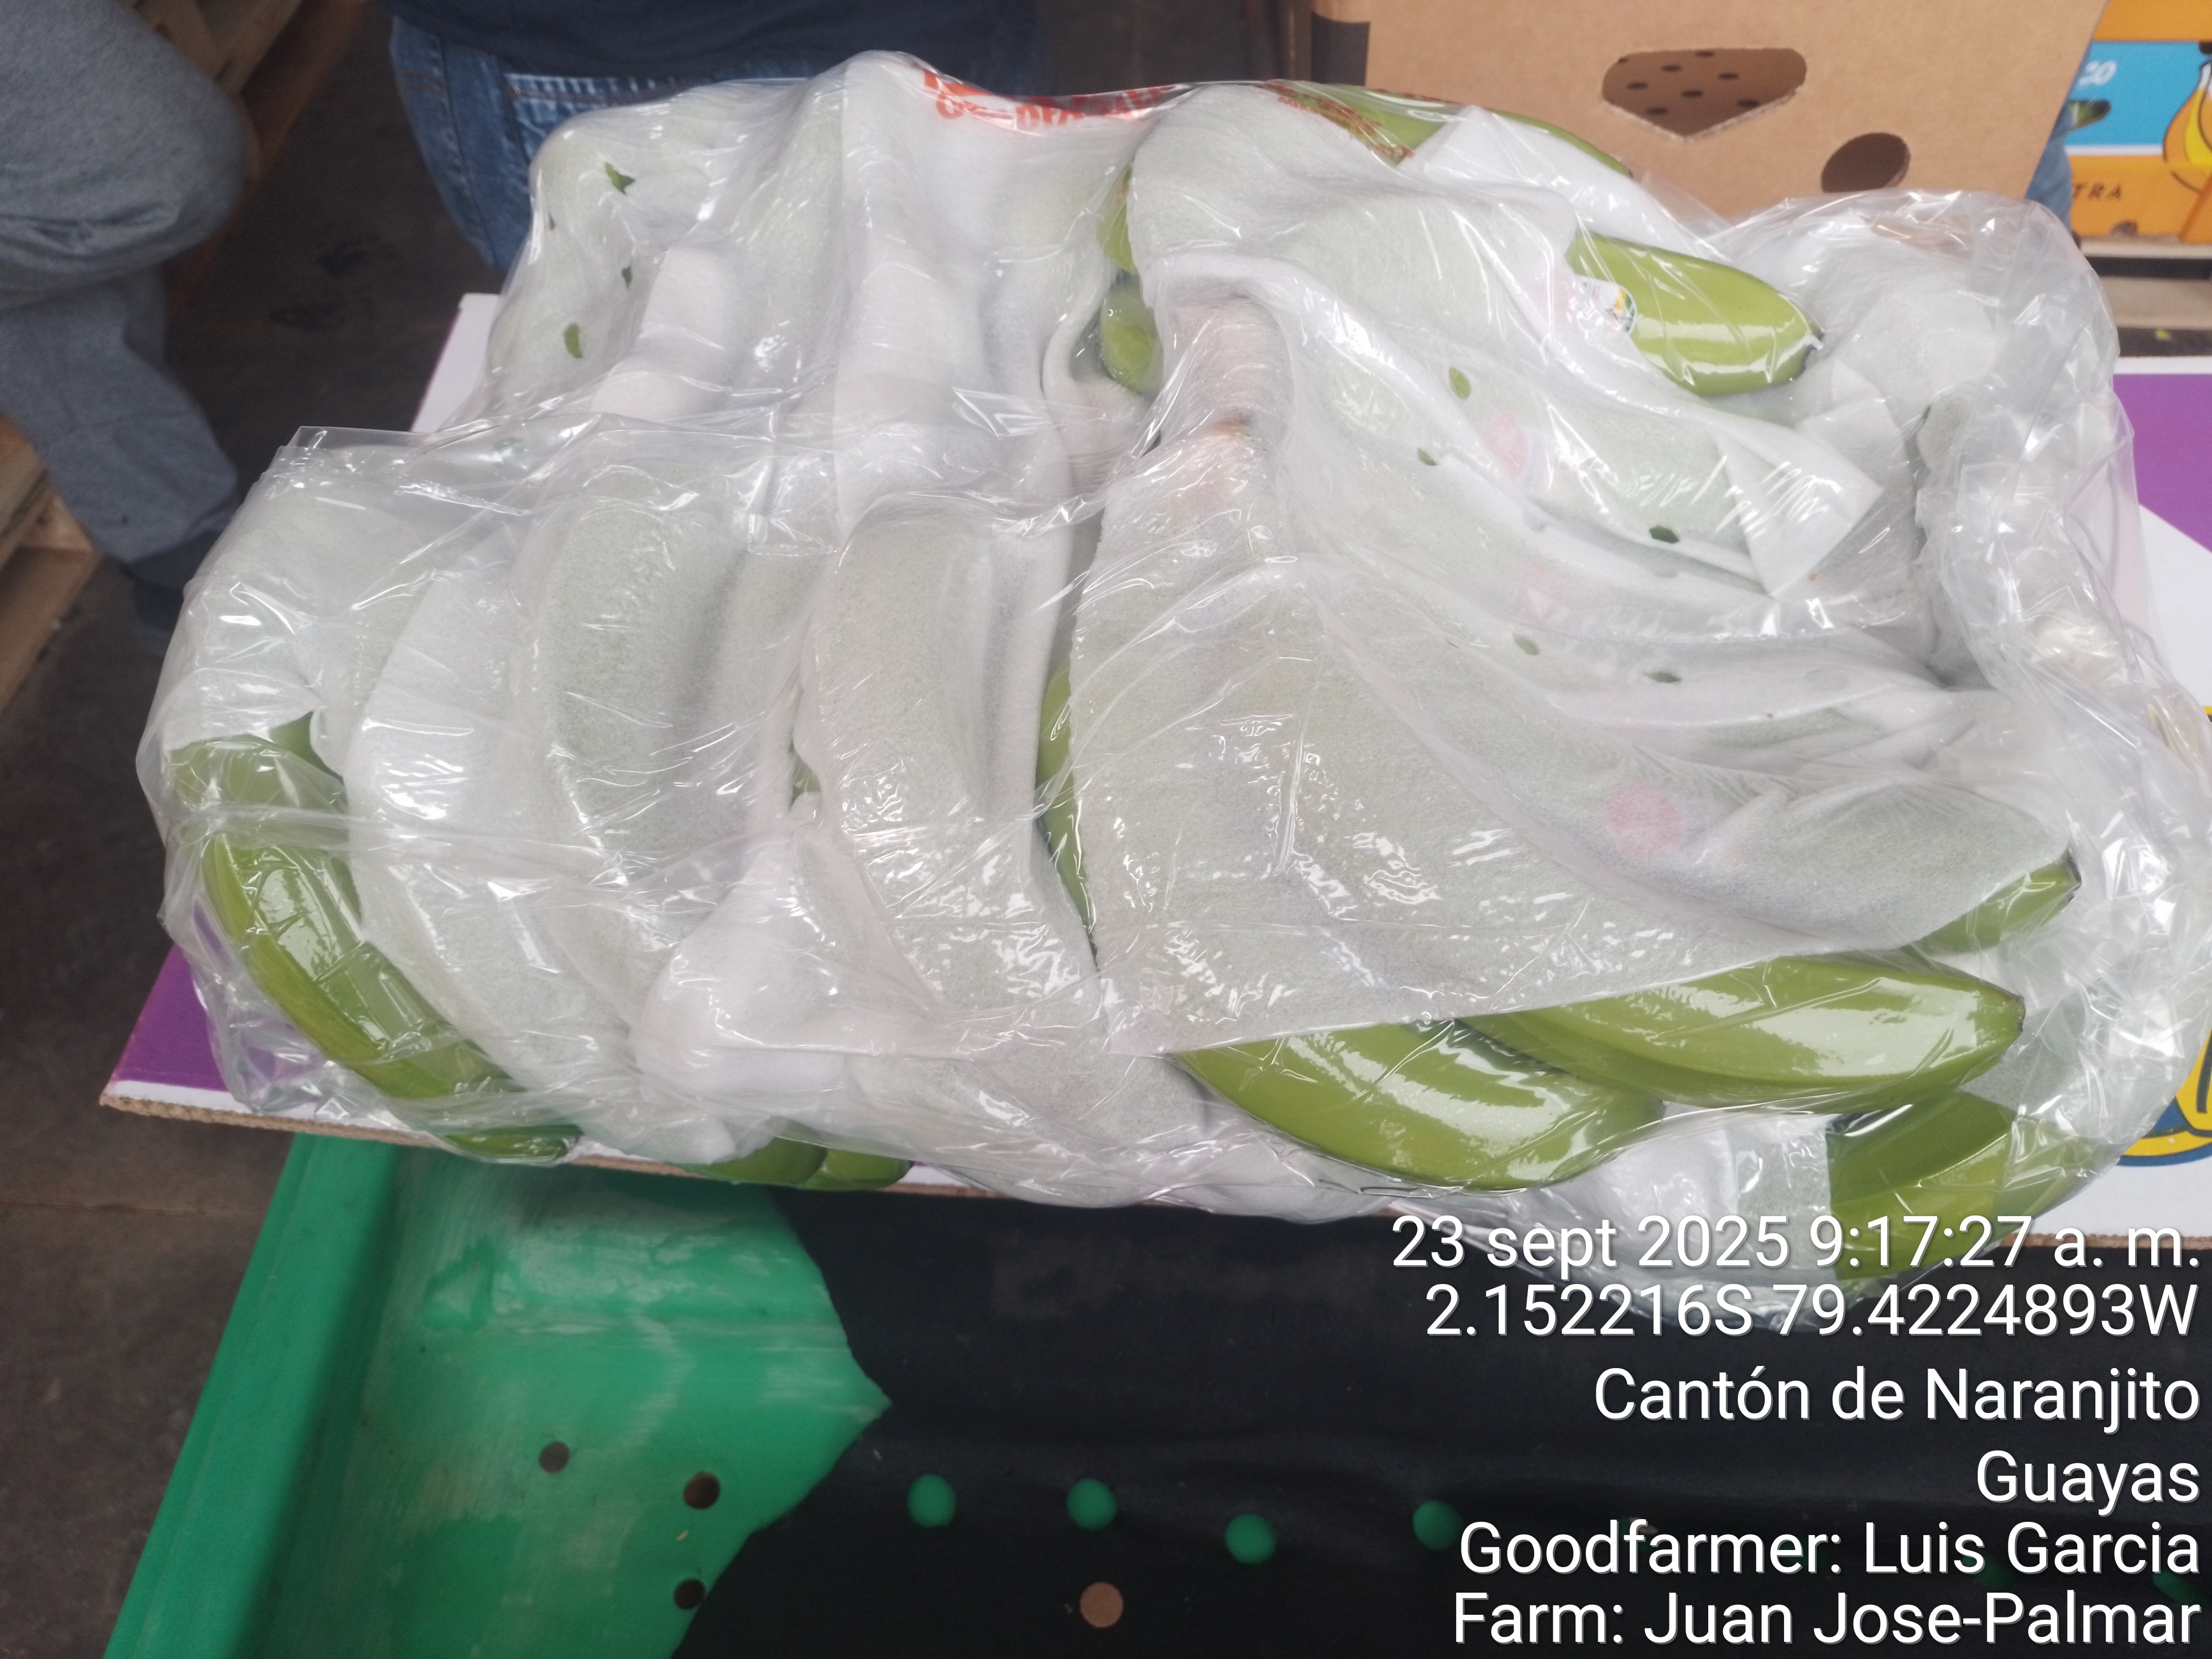 TRA
23 sept 2025 9:17:27 a. m.
2.152216S 79.4224893W
Cantón de Naranjito
Guayas
Goodfarmer: Luis Garcia
Farm: Juan Jose-Palmar